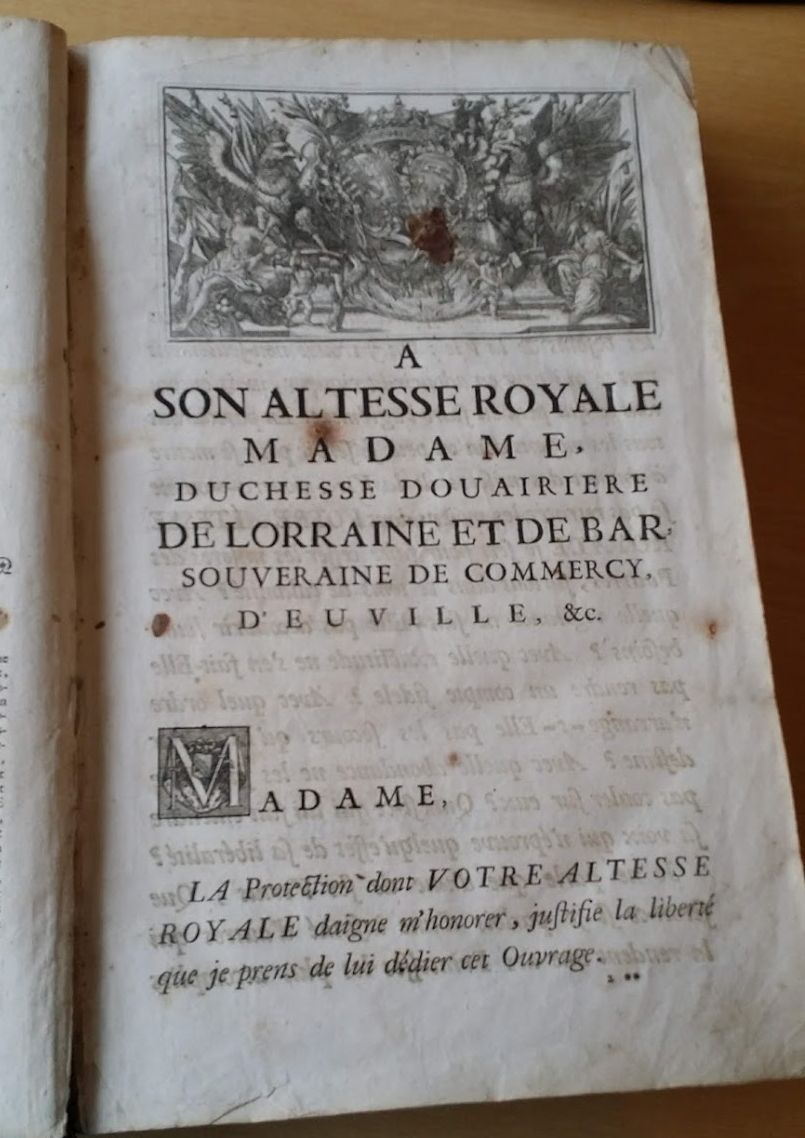 A
SON ALTESSE ROYALE
MADAME,
DUCHESSE DOUAIRIERE
DE LORRAINE ET DE BAR,
SOUVERAINE DE COMMERCY,
D'EUVILLE, &c.
MADAME,
LA Protection dont VOTRE ALTESSE
ROYALE daigne m'honorer, juſtifie la liberté
que je prens de lui dédier cet Ouvrage.